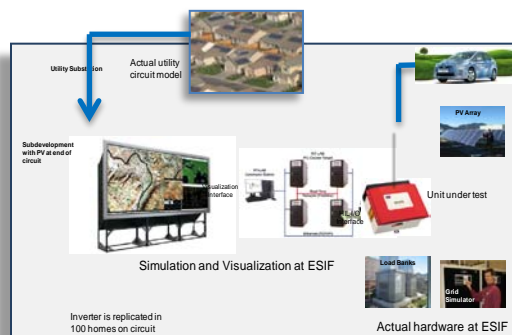 Utility Substation
Actual utility
circuit model
PV Array
Subdevelopment
with PV at end of
circuit
Visualization
Interface
Unit under test
Interface
Simulation and Visualization at ESIF
Load Banks
Grid
Simulator
Inverter is replicated in
100 homes on circuit
Actual hardware at ESIF